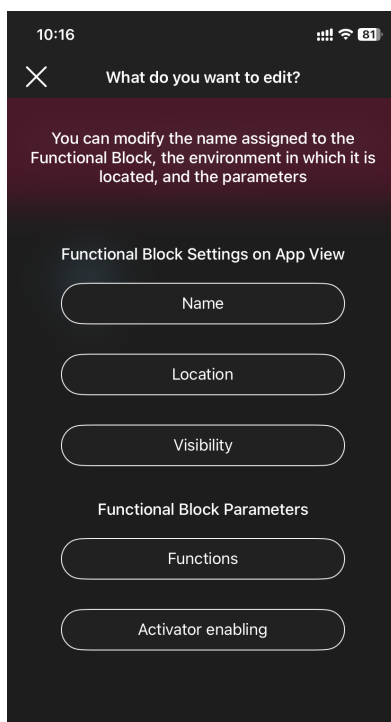 10:16
81
What do you want to edit?
You can modify the name assigned to the
Functional Block, the environment in which it is
located, and the parameters
Functional Block Settings on App View
Name
Location
Visibility
Functional Block Parameters
Functions
Activator enabling